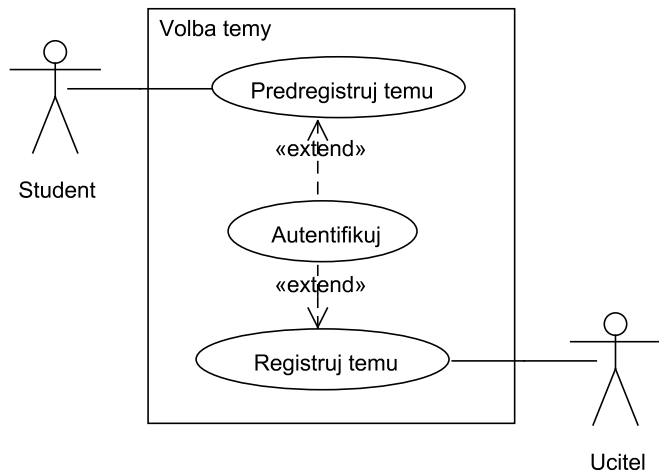 Volba temy
Predregistruj temu
«extend»
Student
Autentifikuj
«extend»
Registruj temu
Ucitel